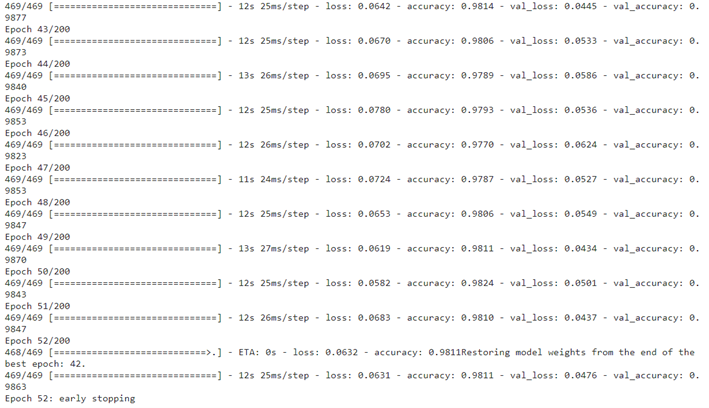 469/469 [==============================] - 12s 25ms/step - loss: 0.0642 - accuracy: 0.9814 - val_loss: 0.0445 - val_accuracy: 0.
9877
Epoch 43/200
469/469 [==============================] - 12s 25ms/step - loss: 0.0670 - accuracy: 0.9806 - val_loss: 0.0533 - val_accuracy: 0.
9873
Epoch 44/200
469/469 [==============================] - 13s 26ms/step - loss: 0.0695 - accuracy: 0.9789 - val_loss: 0.0586 - val_accuracy: 0.
9840
Epoch 45/200
469/469 [==============================] - 12s 25ms/step - loss: 0.0780 - accuracy: 0.9793 - val_loss: 0.0536 - val_accuracy: 0.
9853
Epoch 46/200
469/469 [==============================] - 12s 26ms/step - loss: 0.0702 - accuracy: 0.9770 - val_loss: 0.0624 - val_accuracy: 0.
9823
Epoch 47/200
469/469 [==============================] - 11s 24ms/step - loss: 0.0724 - accuracy: 0.9787 - val_loss: 0.0527 - val_accuracy: 0.
9853
Epoch 48/200
469/469 [==============================] - 12s 25ms/step - loss: 0.0653 - accuracy: 0.9806 - val_loss: 0.0549 - val_accuracy: 0.
9847
Epoch 49/200
469/469 [==============================] - 13s 27ms/step - loss: 0.0619 - accuracy: 0.9811 - val_loss: 0.0434 - val_accuracy: 0.
9870
Epoch 50/200
469/469 [==============================] - 12s 25ms/step - loss: 0.0582 - accuracy: 0.9824 - val_loss: 0.0501 - val_accuracy: 0.
9843
Epoch 51/200
469/469 [==============================] - 12s 26ms/step - loss: 0.0683 - accuracy: 0.9810 - val_loss: 0.0437 - val_accuracy: 0.
9847
Epoch 52/200
468/469 [============================>.] - ETA: 0s - loss: 0.0632 - accuracy: 0.9811Restoring model weights from the end of the
best epoch: 42.
469/469 [==============================] - 12s 25ms/step - loss: 0.0631 - accuracy: 0.9811 - val_loss: 0.0476 - val_accuracy: 0.
9863
Epoch 52: early stopping